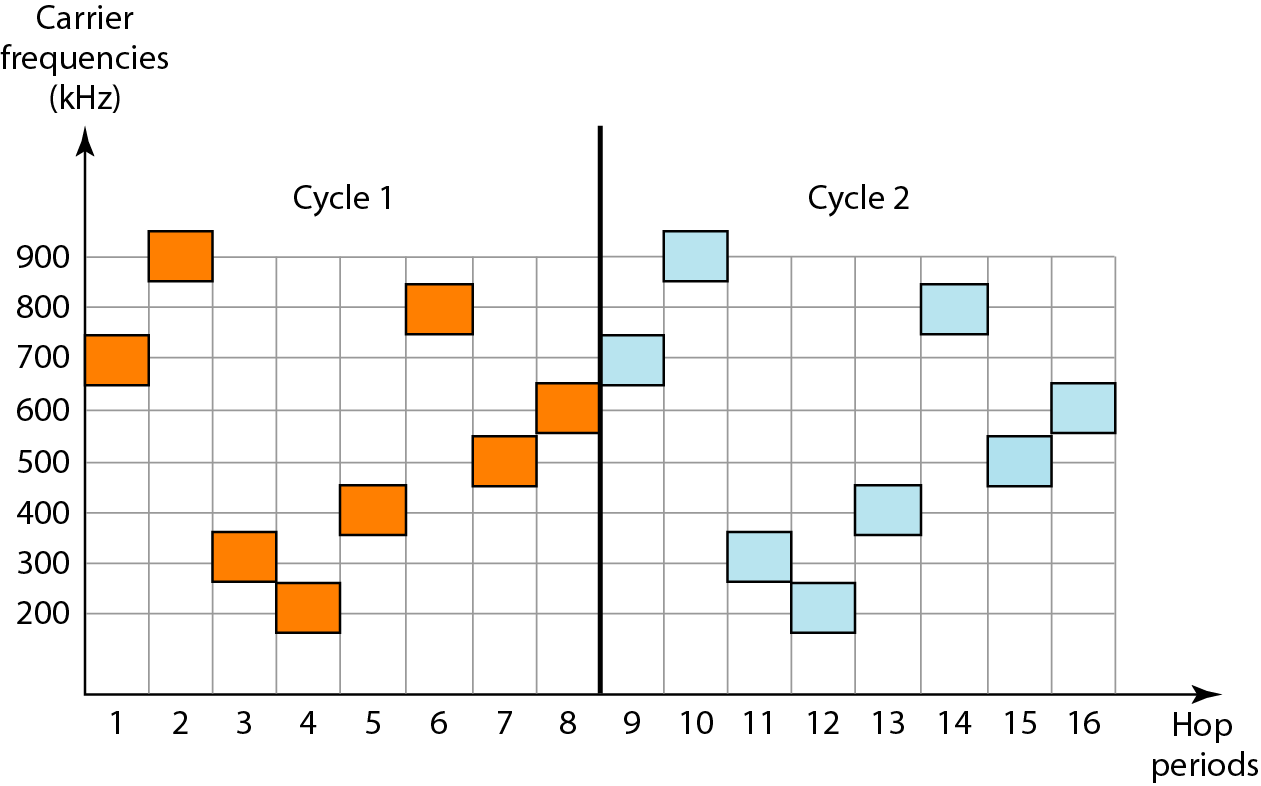 Carrier
frequencies
(kHz)
Cycle 1
Cycle 2
900
800
700
600
500
400
300
200
1 2 3 4 5 6 7 8 9 10 11 12 13 14 15 16
Hop
periods